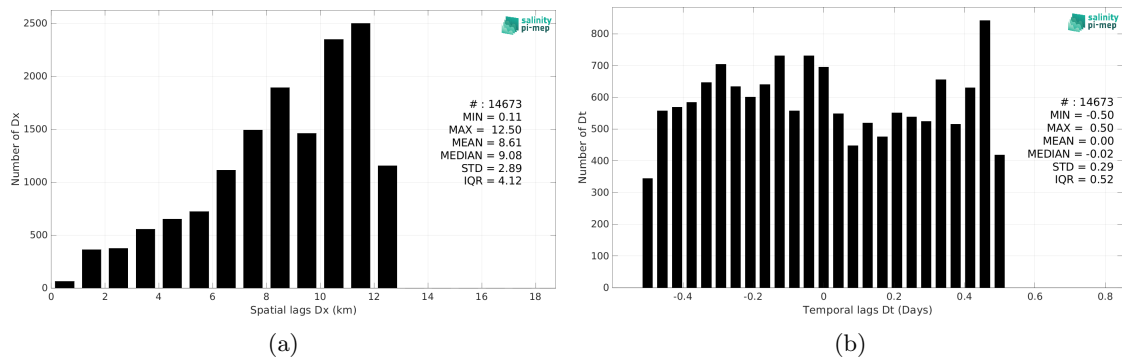 2500
2000
1500
1000
500
0
Number of Dx
0
2
4
6
8
10
12
14
16
18
Spatial lags Dx (km)
salinity
pi-mep
# : 14673
MIN = 0.11
MAX = 12.50
MEAN = 8.61
MEDIAN = 9.08
STD = 2.89
IQR = 4.12
(a)
800
700
600
500
400
300
200
100
0
Number of Dt
-0.4
-0.2
0
0.2
0.4
0.6
0.8
Temporal lags Dt (Days)
salinity
pi-mep
# : 14673
MIN = -0.50
MAX = 0.50
MEAN = 0.00
MEDIAN = -0.02
STD = 0.29
IQR = 0.52
(b)